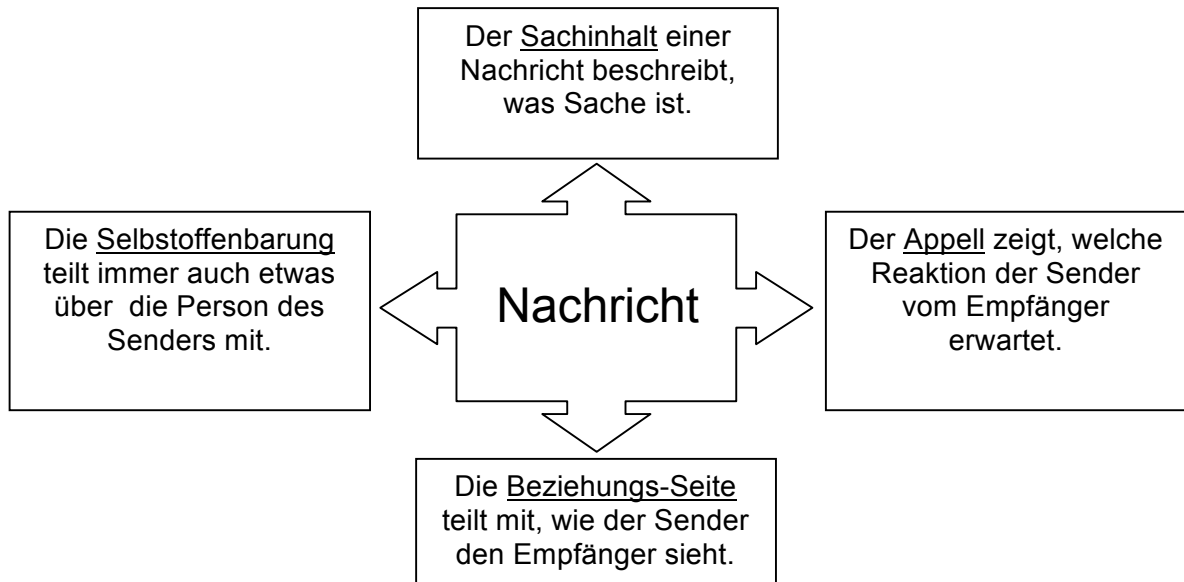 Der Sachinhalt einer
Nachricht beschreibt,
was Sache ist.
Die Selbstoffenbarung
teilt immer auch etwas
über die Person des
Senders mit.
Nachricht
Der Appell zeigt, welche
Reaktion der Sender
vom Empfänger
erwartet.
Die Beziehungs-Seite
teilt mit, wie der Sender
den Empfänger sieht.